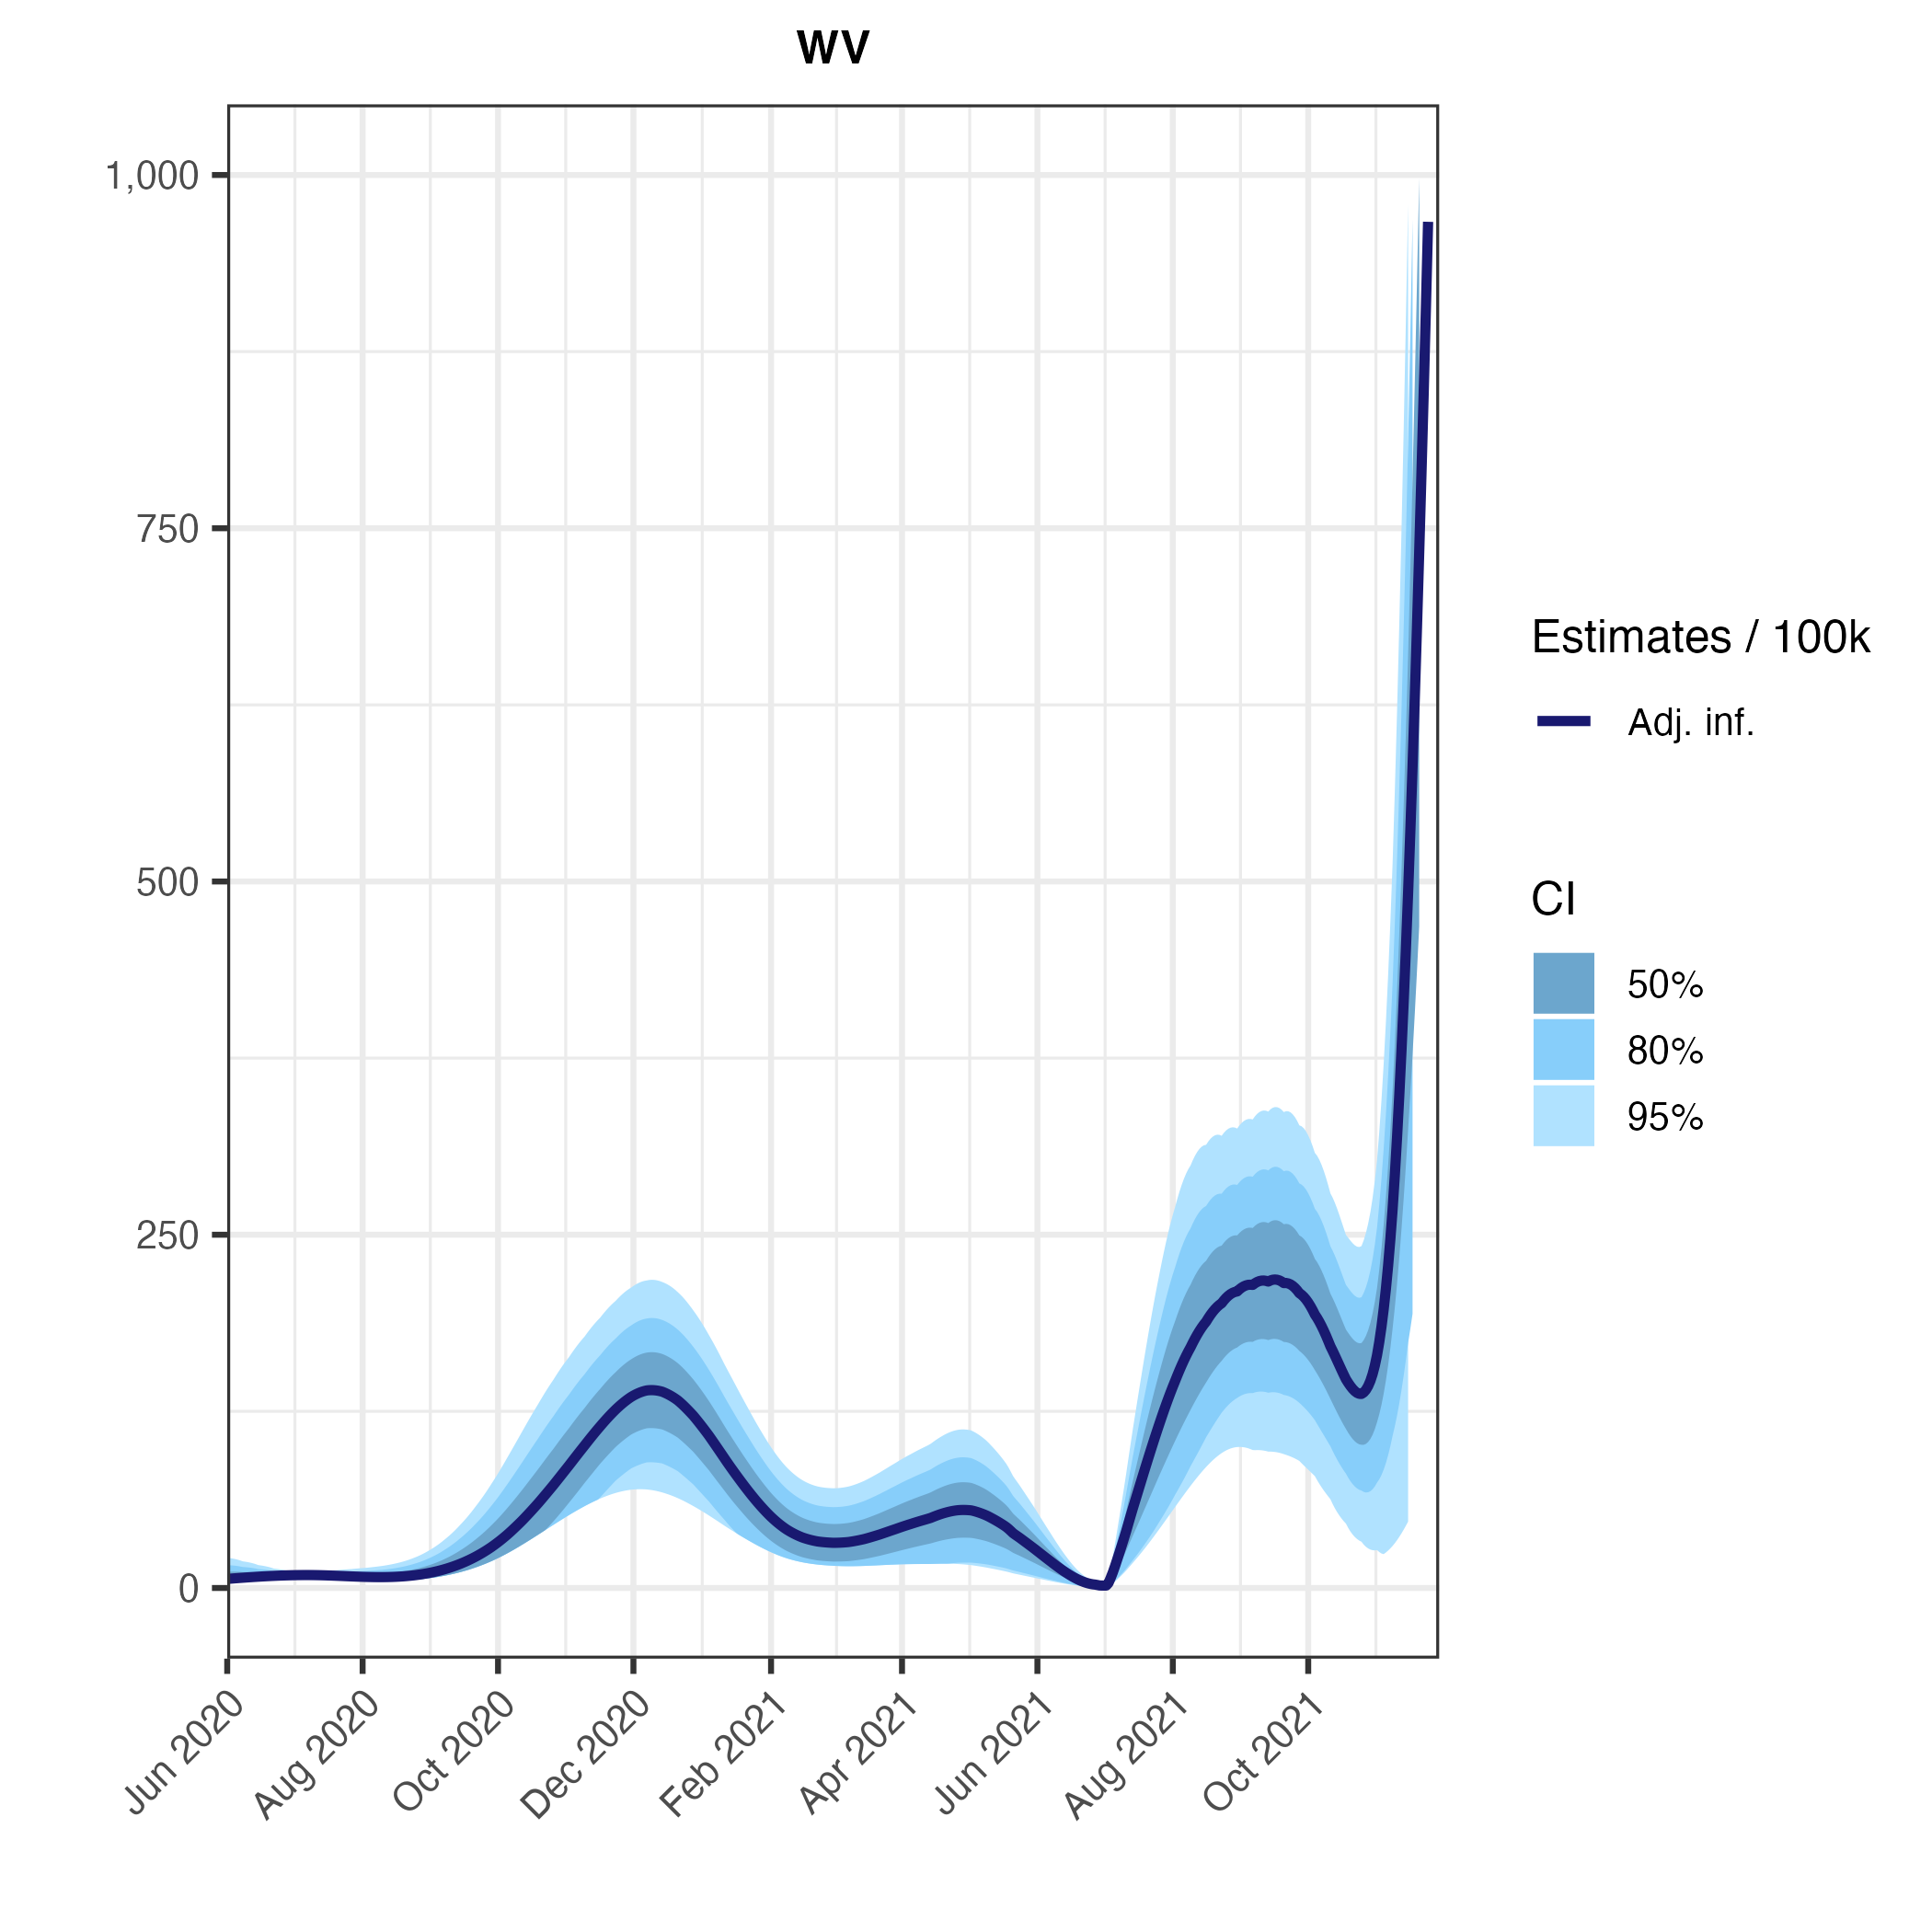 WV
1,000
750
500
250
0
Jun 2020
Aug 2020
Oct 2020
Dec 2020
Feb 2021
Apr 2021
Jun 2021
Aug 2021
Oct 2021
Estimates / 100k
Adj. inf.
CI
50%
80%
95%